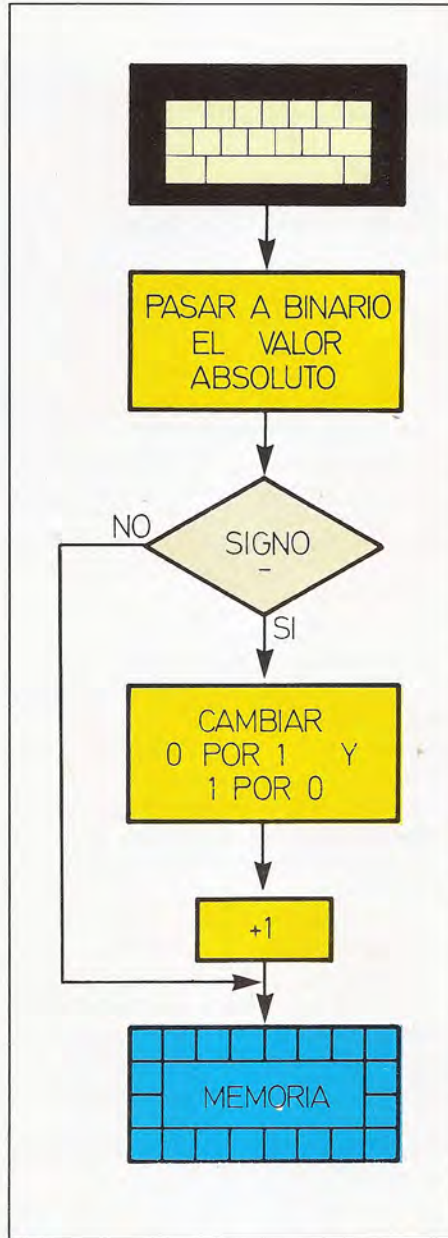 PASAR A BINARIO
EL VALOR
ABSOLUTO
NO
SIGNO
-
SI
CAMBIAR
0 POR 1 Y
1 POR 0
+1
MEMORIA